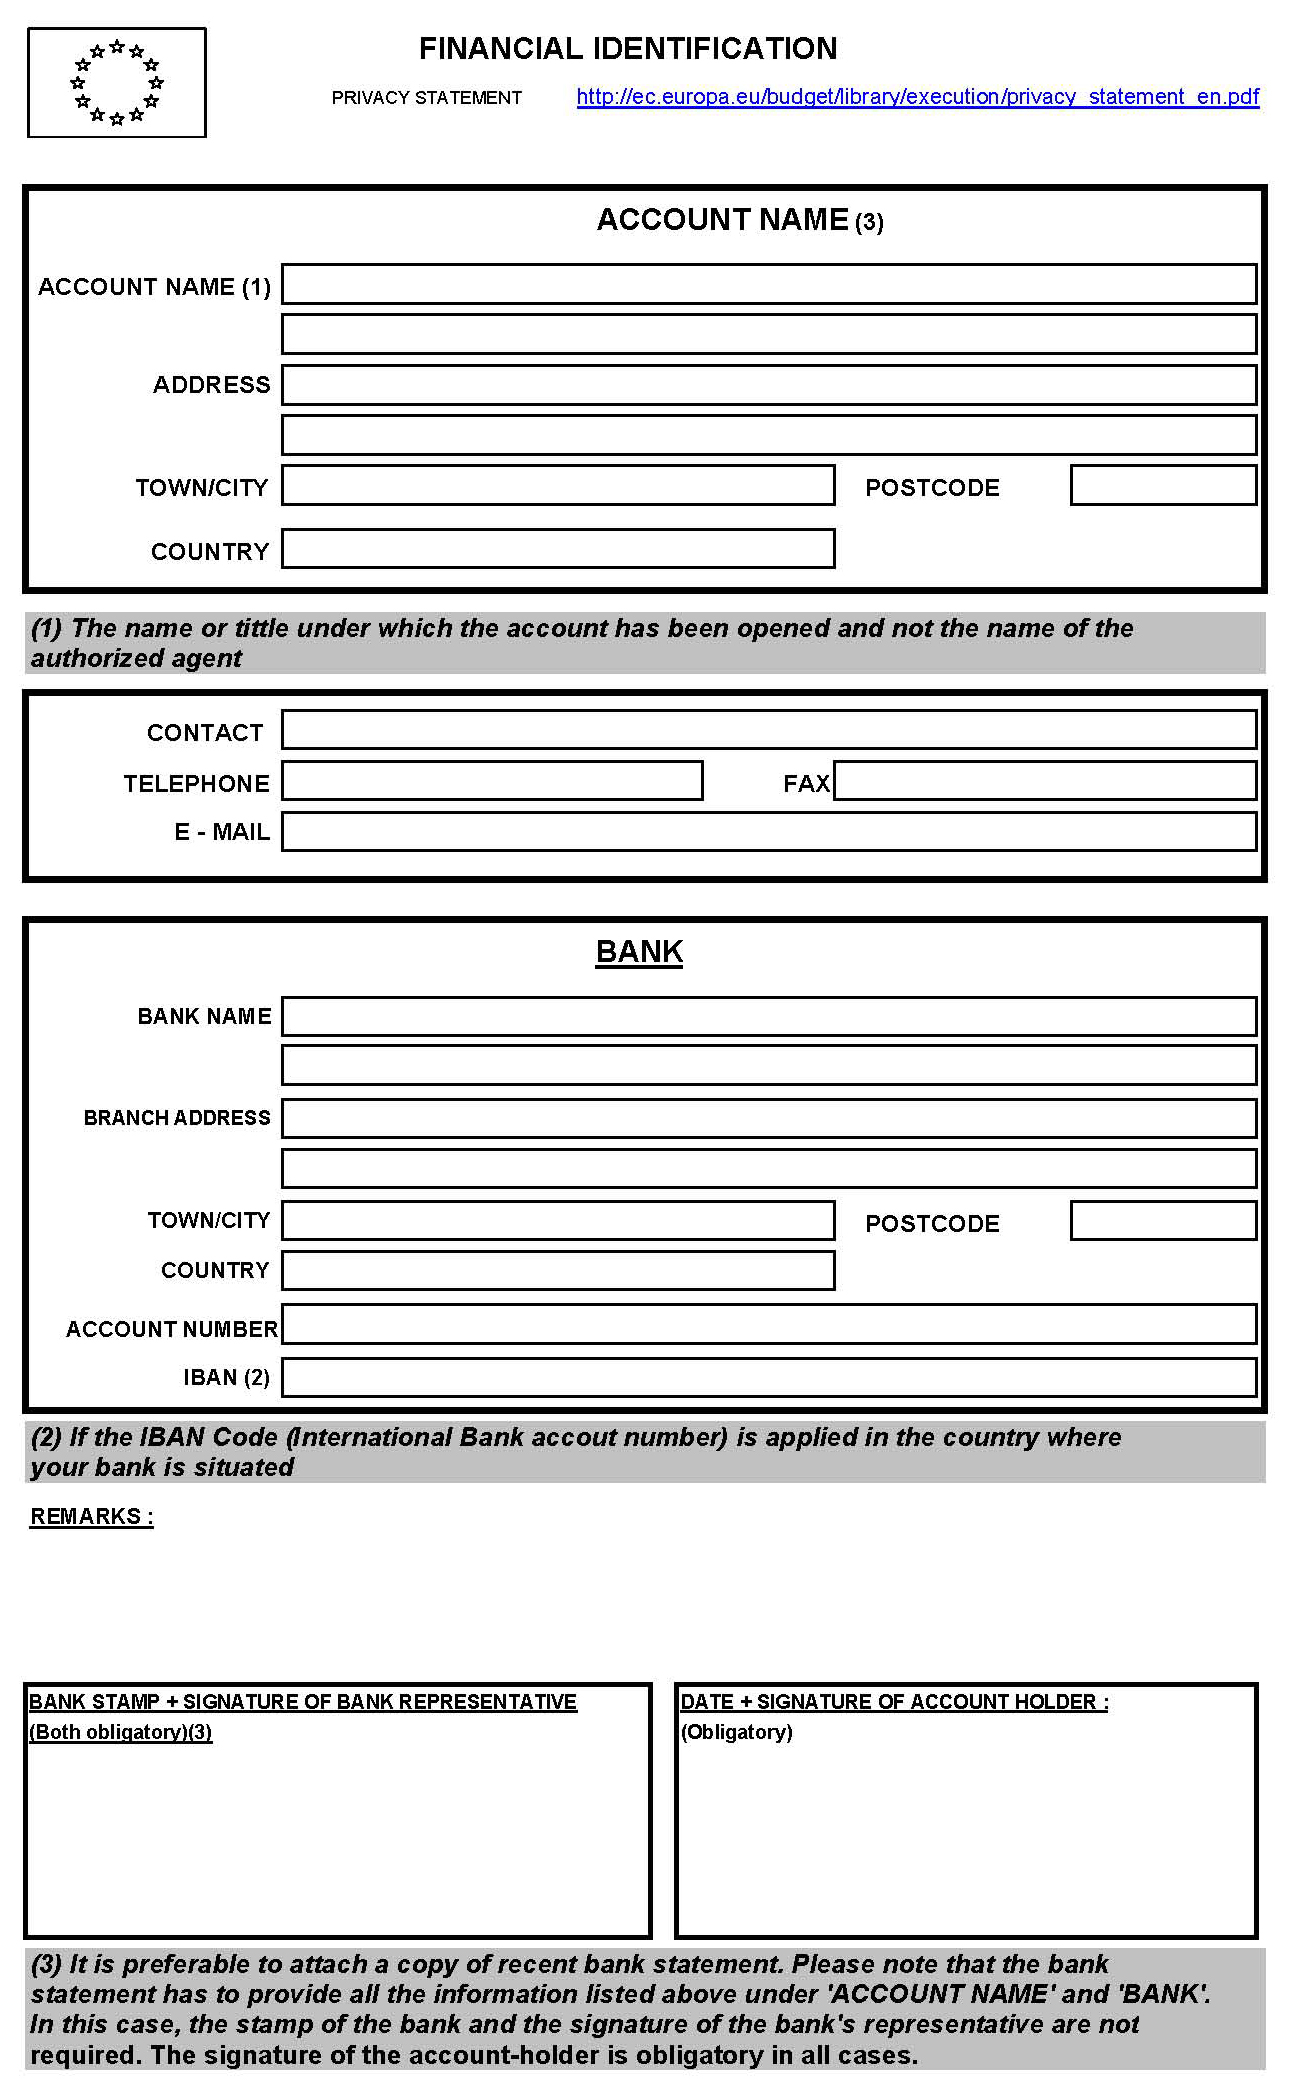 FINANCIAL IDENTIFICATION
PRIVACY STATEMENT http://ec.europa.eu/budget/library/execution/privacy_statement_en.pdf
ACCOUNT NAME (3)
ACCOUNT NAME (1)
ADDRESS
TOWN/CITY POSTCODE
COUNTRY
(1) The name or tittle under which the account has been opened and not the name of the
authorized agent
CONTACT
TELEPHONE FAX
E - MAIL
BANK
BANK NAME
BRANCH ADDRESS
TOWN/CITY POSTCODE
COUNTRY
ACCOUNT NUMBER
IBAN (2)
(2) If the IBAN Code (International Bank accout number) is applied in the country where
your bank is situated
REMARKS :
BANK STAMP + SIGNATURE OF BANK REPRESENTATIVE
(Both obligatory)(3)
DATE + SIGNATURE OF ACCOUNT HOLDER :
(Obligatory)
(3) It is preferable to attach a copy of recent bank statement. Please note that the bank
statement has to provide all the information listed above under 'ACCOUNT NAME' and 'BANK'.
In this case, the stamp of the bank and the signature of the bank's representative are not
required. The signature of the account-holder is obligatory in all cases.